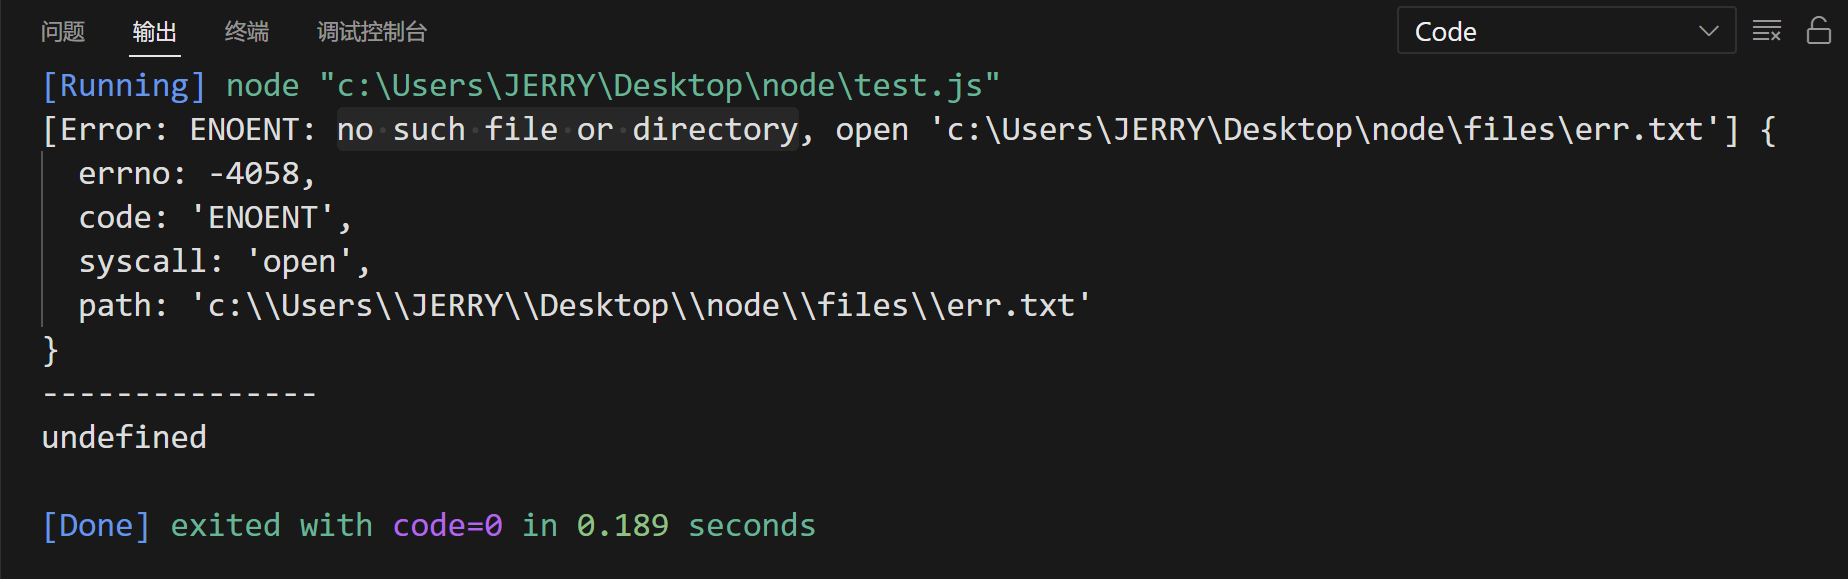 问题 输出 终端 调试控制台 Code
[Running] node "c:\Users\JERRY\Desktop\node\test.js"
[Error: ENOENT: no such file or directory, open 'c:\Users\JERRY\Desktop\node\files\err.txt'] {
  errno: -4058,
  code: 'ENOENT',
  syscall: 'open',
  path: 'c:\\Users\\JERRY\\Desktop\\node\\files\\err.txt'
}
---------------
undefined
[Done] exited with code=0 in 0.189 seconds